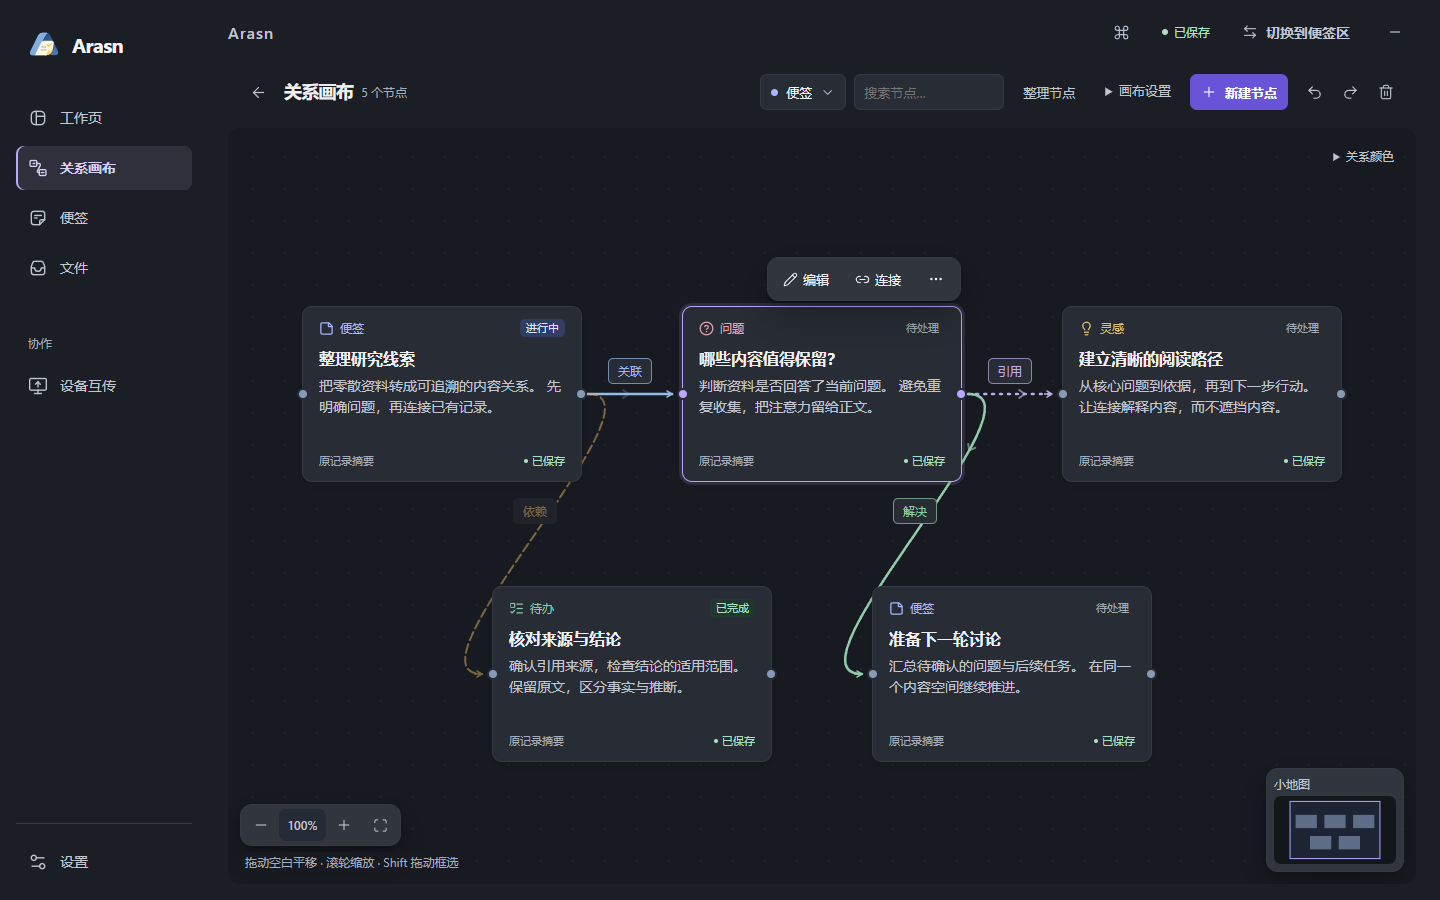 Arasn
工作页
关系画布
便签
文件
协作
设备互传
设置
Arasn
已保存
切换到便签区
关系画布 5 个节点
便签
搜索节点...
整理节点
画布设置
新建节点
关系颜色
编辑
连接
便签
进行中
整理研究线索
把零散资料转成可追溯的内容关系。 先
明确问题，再连接已有记录。
原记录摘要
已保存
关联
问题
待处理
哪些内容值得保留？
判断资料是否回答了当前问题。 避免重
复收集，把注意力留给正文。
原记录摘要
已保存
引用
灵感
待处理
建立清晰的阅读路径
从核心问题到依据，再到下一步行动。
让连接解释内容，而不遮挡内容。
原记录摘要
已保存
依赖
解决
待办
已完成
核对来源与结论
确认引用来源，检查结论的适用范围。
保留原文，区分事实与推断。
原记录摘要
已保存
便签
待处理
准备下一轮讨论
汇总待确认的问题与后续任务。 在同一
个内容空间继续推进。
原记录摘要
已保存
100%
拖动空白平移 · 滚轮缩放 · Shift 拖动框选
小地图